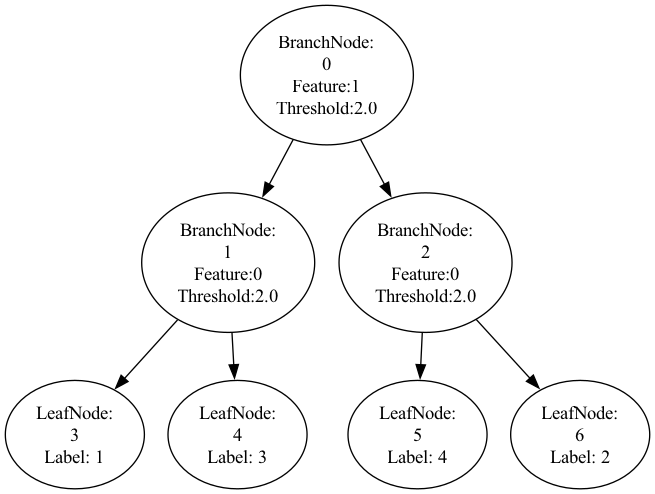 BranchNode:
0
Feature:1
Threshold:2.0
BranchNode:
1
Feature:0
Threshold:2.0
BranchNode:
2
Feature:0
Threshold:2.0
LeafNode:
3
Label: 1
LeafNode:
4
Label: 3
LeafNode:
5
Label: 4
LeafNode:
6
Label: 2